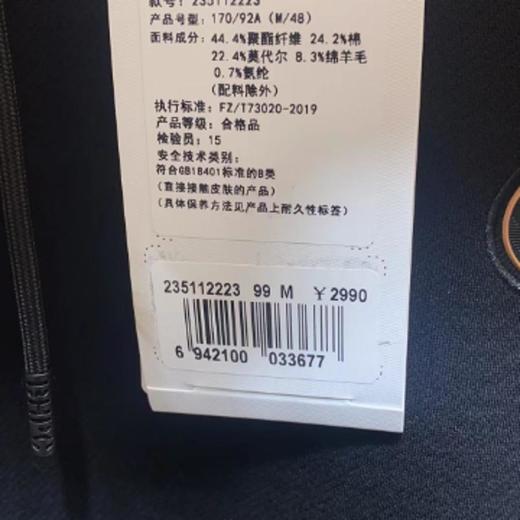 款号：235112223
产品号型：170/92A（M/48）
面料成分：44.4%聚酯纤维 24.2%棉
22.4%莫代尔 8.3%绵羊毛
0.7%氨纶
（配料除外）
执行标准：FZ/T73020-2019
产品等级：合格品
检验员：15
安全技术类别：
符合GB18401标准的B类
（直接接触皮肤的产品）
（具体保养方法见产品上耐久性标签）
235112223 99 M ￥2990
6 942100 033677